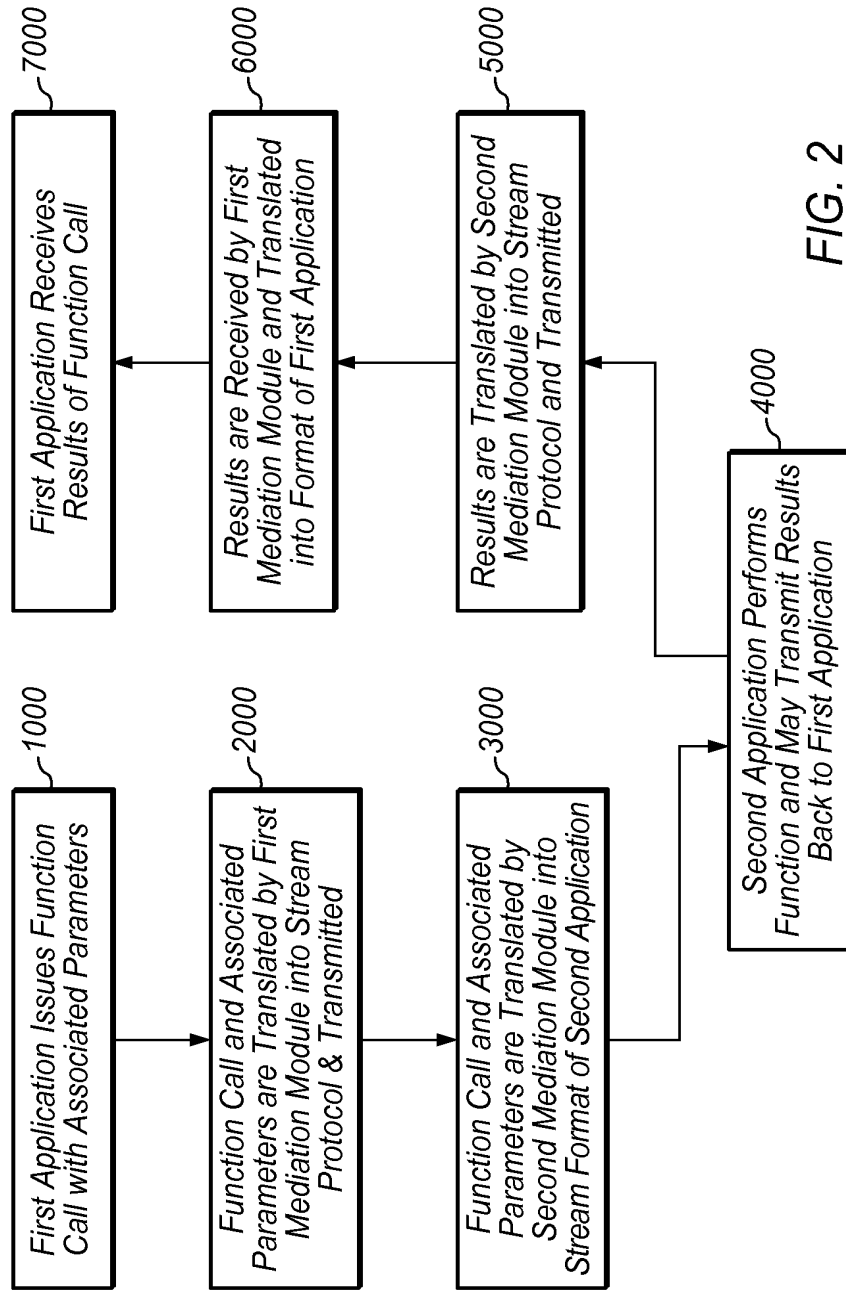 1000
First Application Issues Function
Call with Associated Parameters
2000
Function Call and Associated
Parameters are Translated by First
Mediation Module into Stream
Protocol & Transmitted
3000
Function Call and Associated
Parameters are Translated by
Second Mediation Module into
Stream Format of Second Application
4000
Second Application Performs
Function and May Transmit Results
Back to First Application
5000
Results are Translated by Second
Mediation Module into Stream
Protocol and Transmitted
6000
Results are Received by First
Mediation Module and Translated
into Format of First Application
7000
First Application Receives
Results of Function Call
FIG. 2